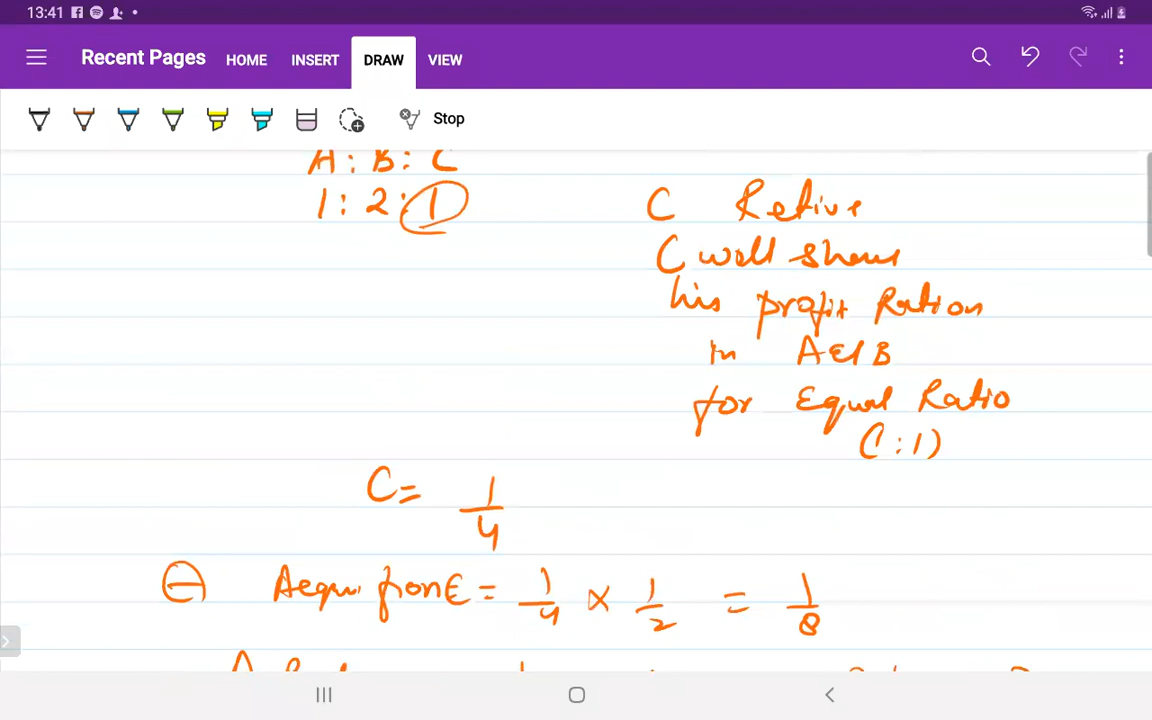 13:41
Recent Pages HOME INSERT DRAW VIEW
Stop
A : B : C
1 : 2 : 1
C Retire
C will share
his profit Ration
in A & B
for Equal Ratio
(1:1)
C = 1/4
A equi from C = 1/4 × 1/2 = 1/8